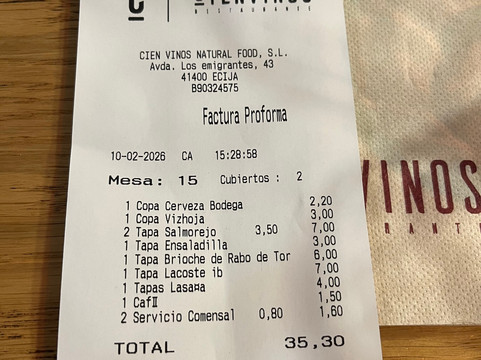 RESTAURANTE
CIEN VINOS NATURAL FOOD, S.L.
Avda. Los emigrantes, 43
41400 ECIJA
B90324575
Factura Proforma
10-02-2026 CA 15:28:58
Mesa: 15 Cubiertos : 2
1 Copa Cerveza Bodega 2,20
1 Copa Vizhoja 3,00
2 Tapa Salmorejo 3,50 7,00
1 Tapa Ensaladilla 3,00
1 Tapa Brioche de Rabo de Tor 6,00
1 Tapa Lacoste ib 7,00
1 Tapas Lasa¤a 4,00
1 Caf 1,50
2 Servicio Comensal 0,80 1,60
TOTAL 35,30
VINOS
RANTE